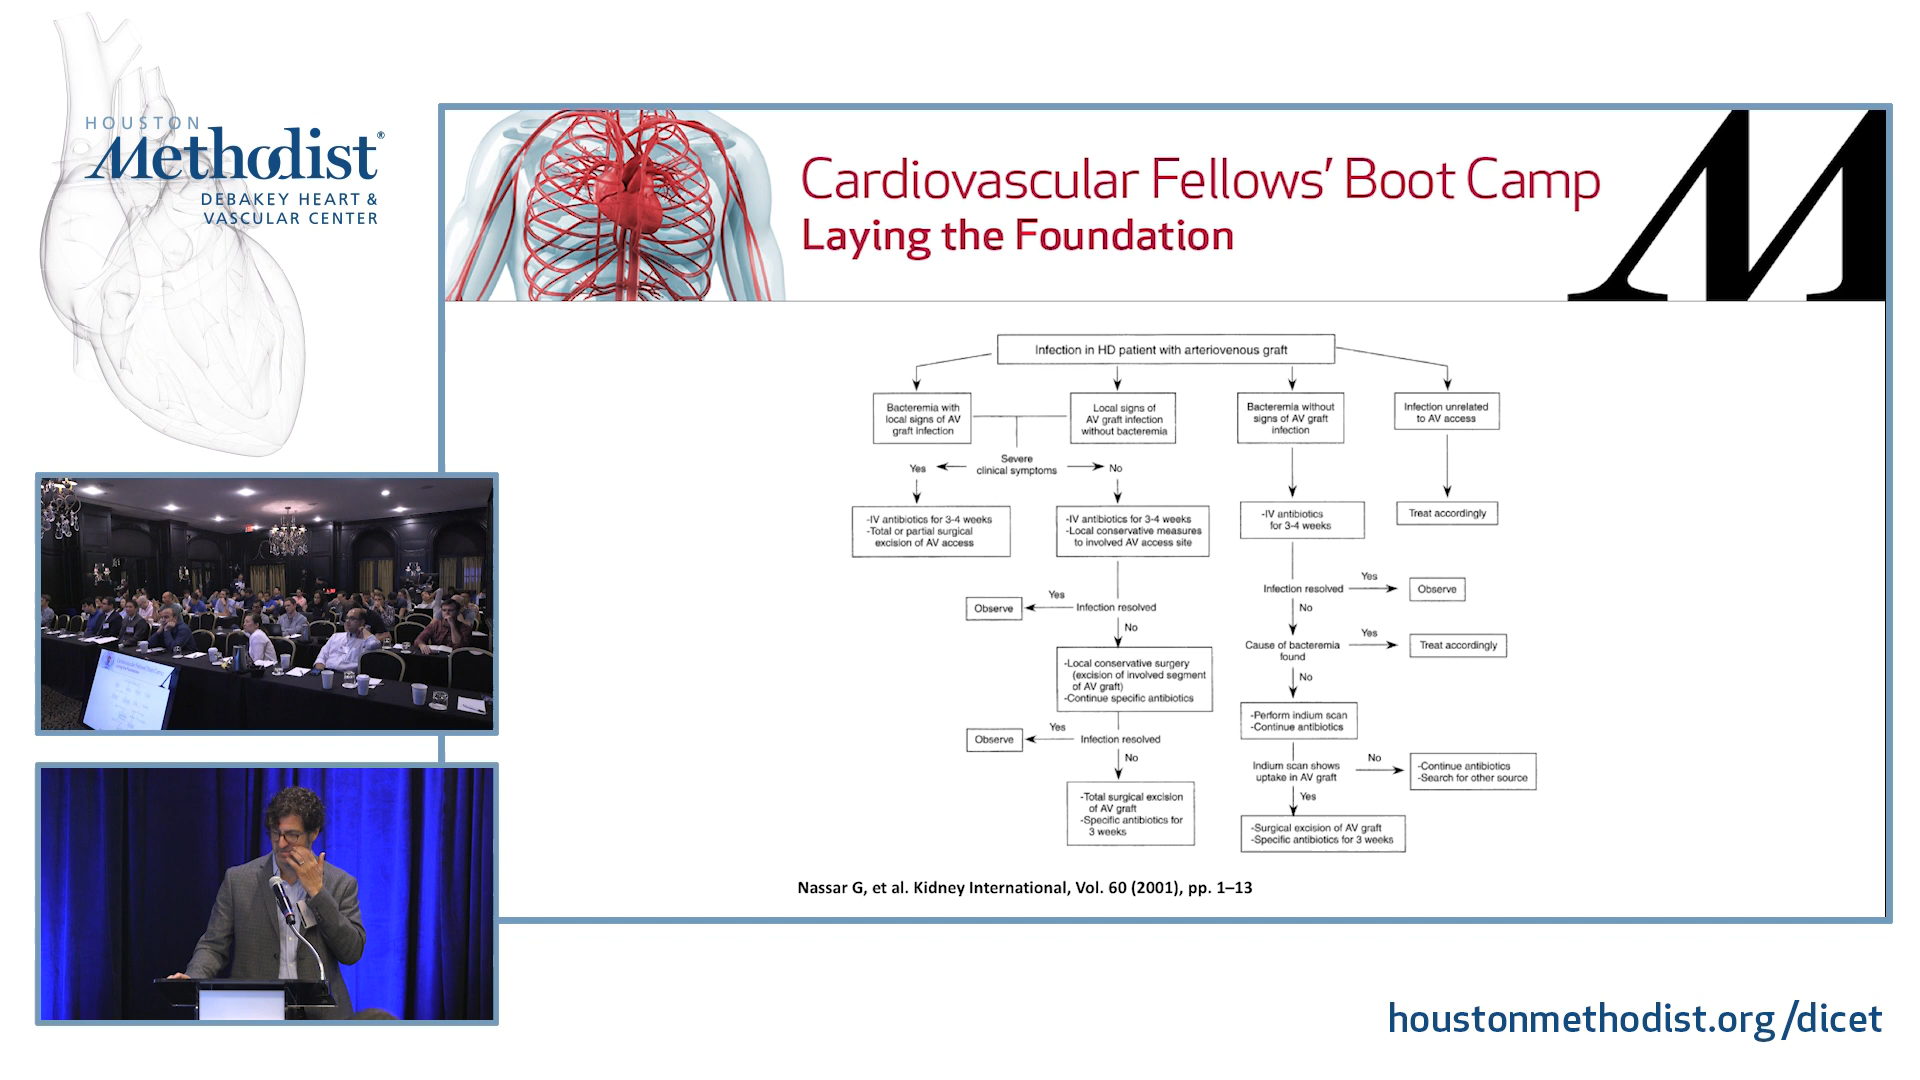 HOUSTON
Methodist®
DEBAKEY HEART &
VASCULAR CENTER
Cardiovascular Fellows' Boot Camp
Laying the Foundation
M
Infection in HD patient with arteriovenous graft
Bacteremia with
local signs of AV
graft infection
Local signs of
AV graft infection
without bacteremia
Bacteremia without
signs of AV graft
infection
Infection unrelated
to AV access
Yes
Severe
clinical symptoms
No
-IV antibiotics for 3-4 weeks
-Total or partial surgical
excision of AV access
-IV antibiotics for 3-4 weeks
-Local conservative measures
to involved AV access site
-IV antibiotics
for 3-4 weeks
Treat accordingly
Observe
Yes
Infection resolved
No
Infection resolved
Yes
Observe
No
Cause of bacteremia
found
Yes
Treat accordingly
No
-Local conservative surgery
(excision of involved segment
of AV graft)
-Continue specific antibiotics
-Perform indium scan
-Continue antibiotics
Observe
Yes
Infection resolved
No
Indium scan shows
uptake in AV graft
No
-Continue antibiotics
-Search for other source
Yes
-Total surgical excision
of AV graft
-Specific antibiotics for
3 weeks
-Surgical excision of AV graft
-Specific antibiotics for 3 weeks
Nassar G, et al. Kidney International, Vol. 60 (2001), pp. 1–13
houstonmethodist.org/dicet